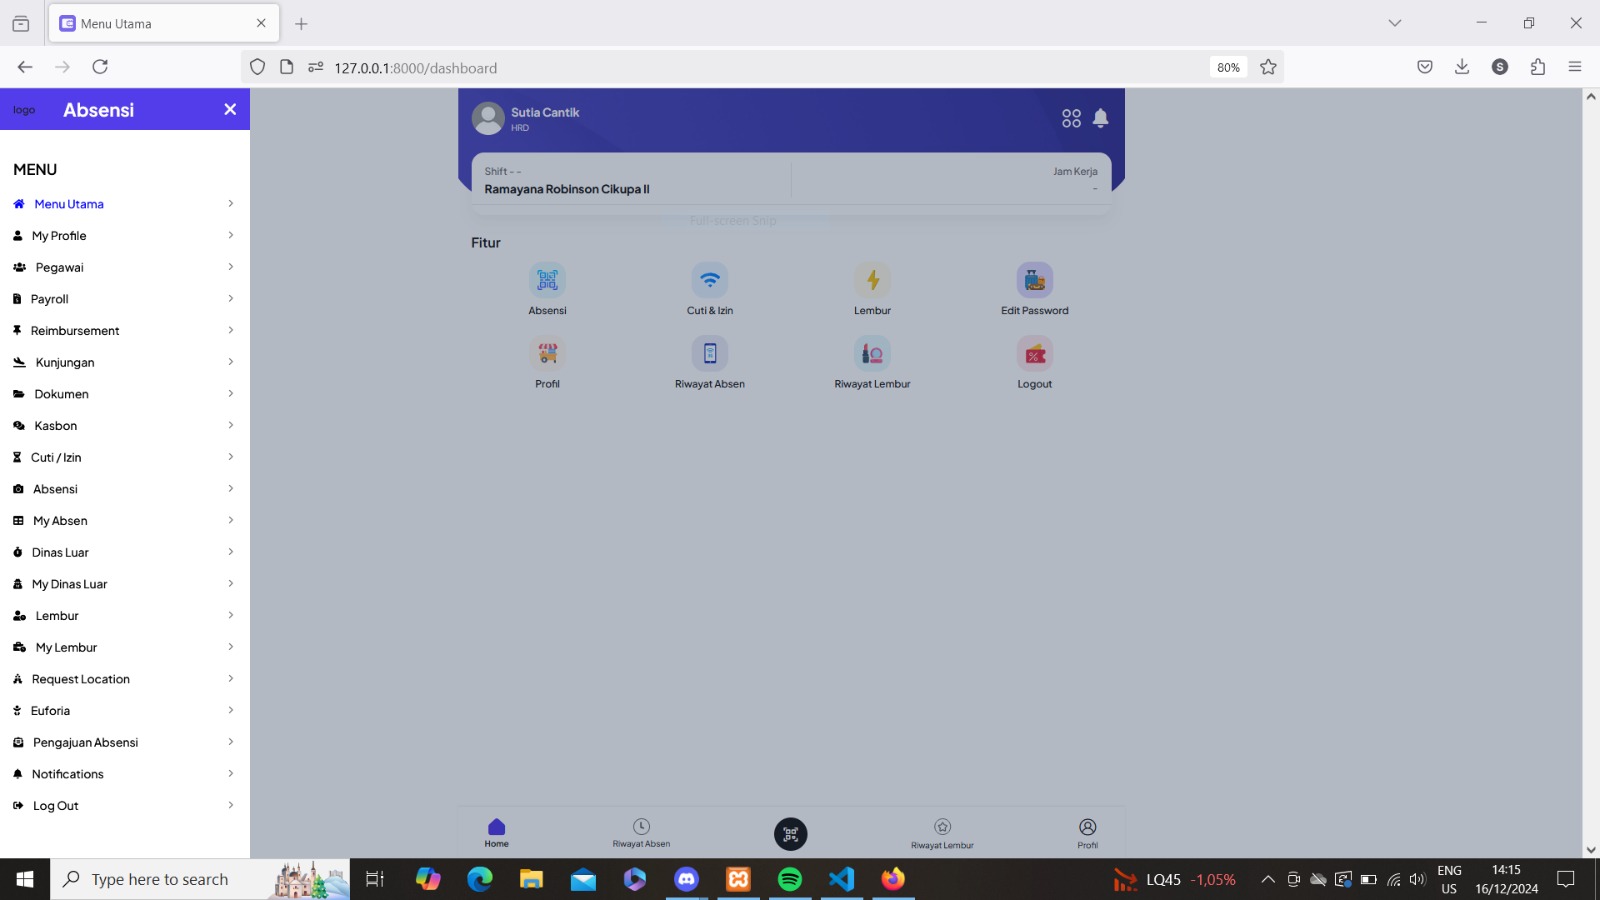 Menu Utama
127.0.0.1:8000/dashboard
80%
S
logo
Absensi
MENU
Menu Utama
My Profile
Pegawai
Payroll
Reimbursement
Kunjungan
Dokumen
Kasbon
Cuti / Izin
Absensi
My Absen
Dinas Luar
My Dinas Luar
Lembur
My Lembur
Request Location
Euforia
Pengajuan Absensi
Notifications
Log Out
Sutia Cantik
HRD
Shift - -
Jam Kerja
Ramayana Robinson Cikupa II
-
Full-screen Snip
Fitur
Absensi
Cuti & Izin
Lembur
Edit Password
Profil
Riwayat Absen
Riwayat Lembur
Logout
Home
Riwayat Absen
Riwayat Lembur
Profil
Type here to search
LQ45 -1,05%
ENG
US
14:15
16/12/2024